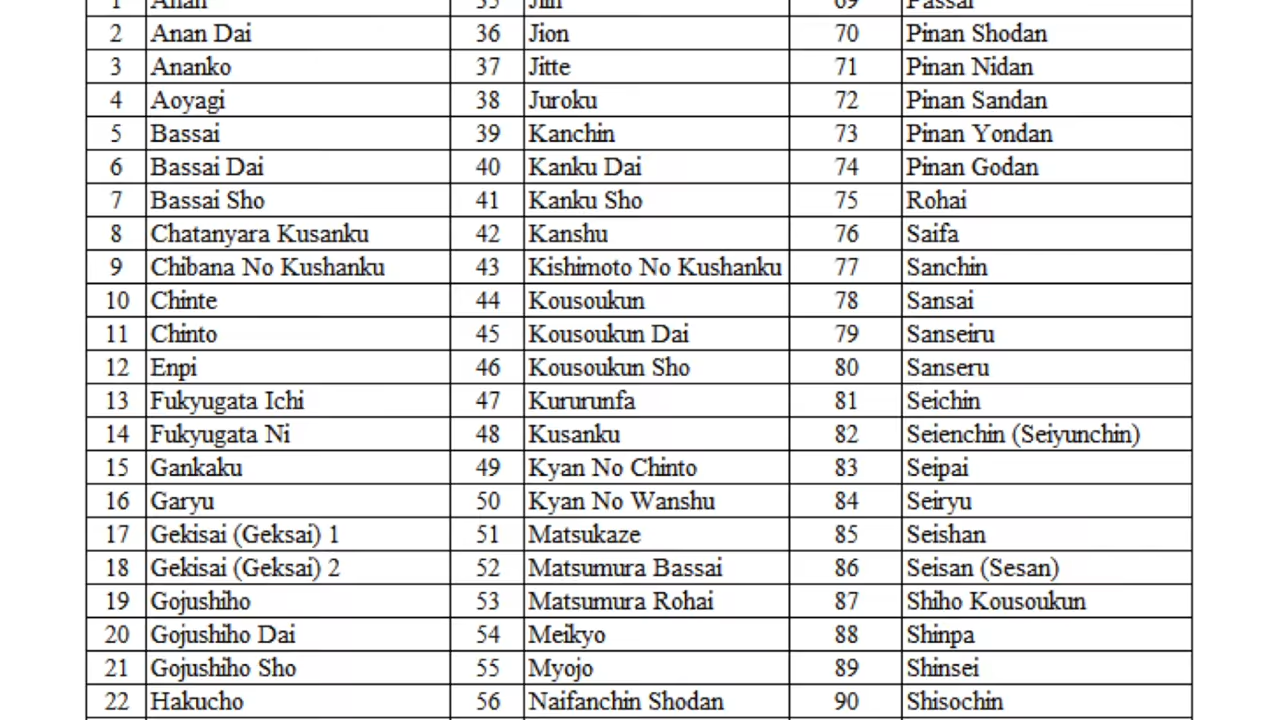 1 Anan 35 Jiin 69 Passai
2 Anan Dai 36 Jion 70 Pinan Shodan
3 Ananko 37 Jitte 71 Pinan Nidan
4 Aoyagi 38 Juroku 72 Pinan Sandan
5 Bassai 39 Kanchin 73 Pinan Yondan
6 Bassai Dai 40 Kanku Dai 74 Pinan Godan
7 Bassai Sho 41 Kanku Sho 75 Rohai
8 Chatanyara Kusanku 42 Kanshu 76 Saifa
9 Chibana No Kushanku 43 Kishimoto No Kushanku 77 Sanchin
10 Chinte 44 Kousoukun 78 Sansai
11 Chinto 45 Kousoukun Dai 79 Sanseiru
12 Enpi 46 Kousoukun Sho 80 Sanseru
13 Fukyugata Ichi 47 Kururunfa 81 Seichin
14 Fukyugata Ni 48 Kusanku 82 Seienchin (Seiyunchin)
15 Gankaku 49 Kyan No Chinto 83 Seipai
16 Garyu 50 Kyan No Wanshu 84 Seiryu
17 Gekisai (Geksai) 1 51 Matsukaze 85 Seishan
18 Gekisai (Geksai) 2 52 Matsumura Bassai 86 Seisan (Sesan)
19 Gojushiho 53 Matsumura Rohai 87 Shiho Kousoukun
20 Gojushiho Dai 54 Meikyo 88 Shinpa
21 Gojushiho Sho 55 Myojo 89 Shinsei
22 Hakucho 56 Naifanchin Shodan 90 Shisochin